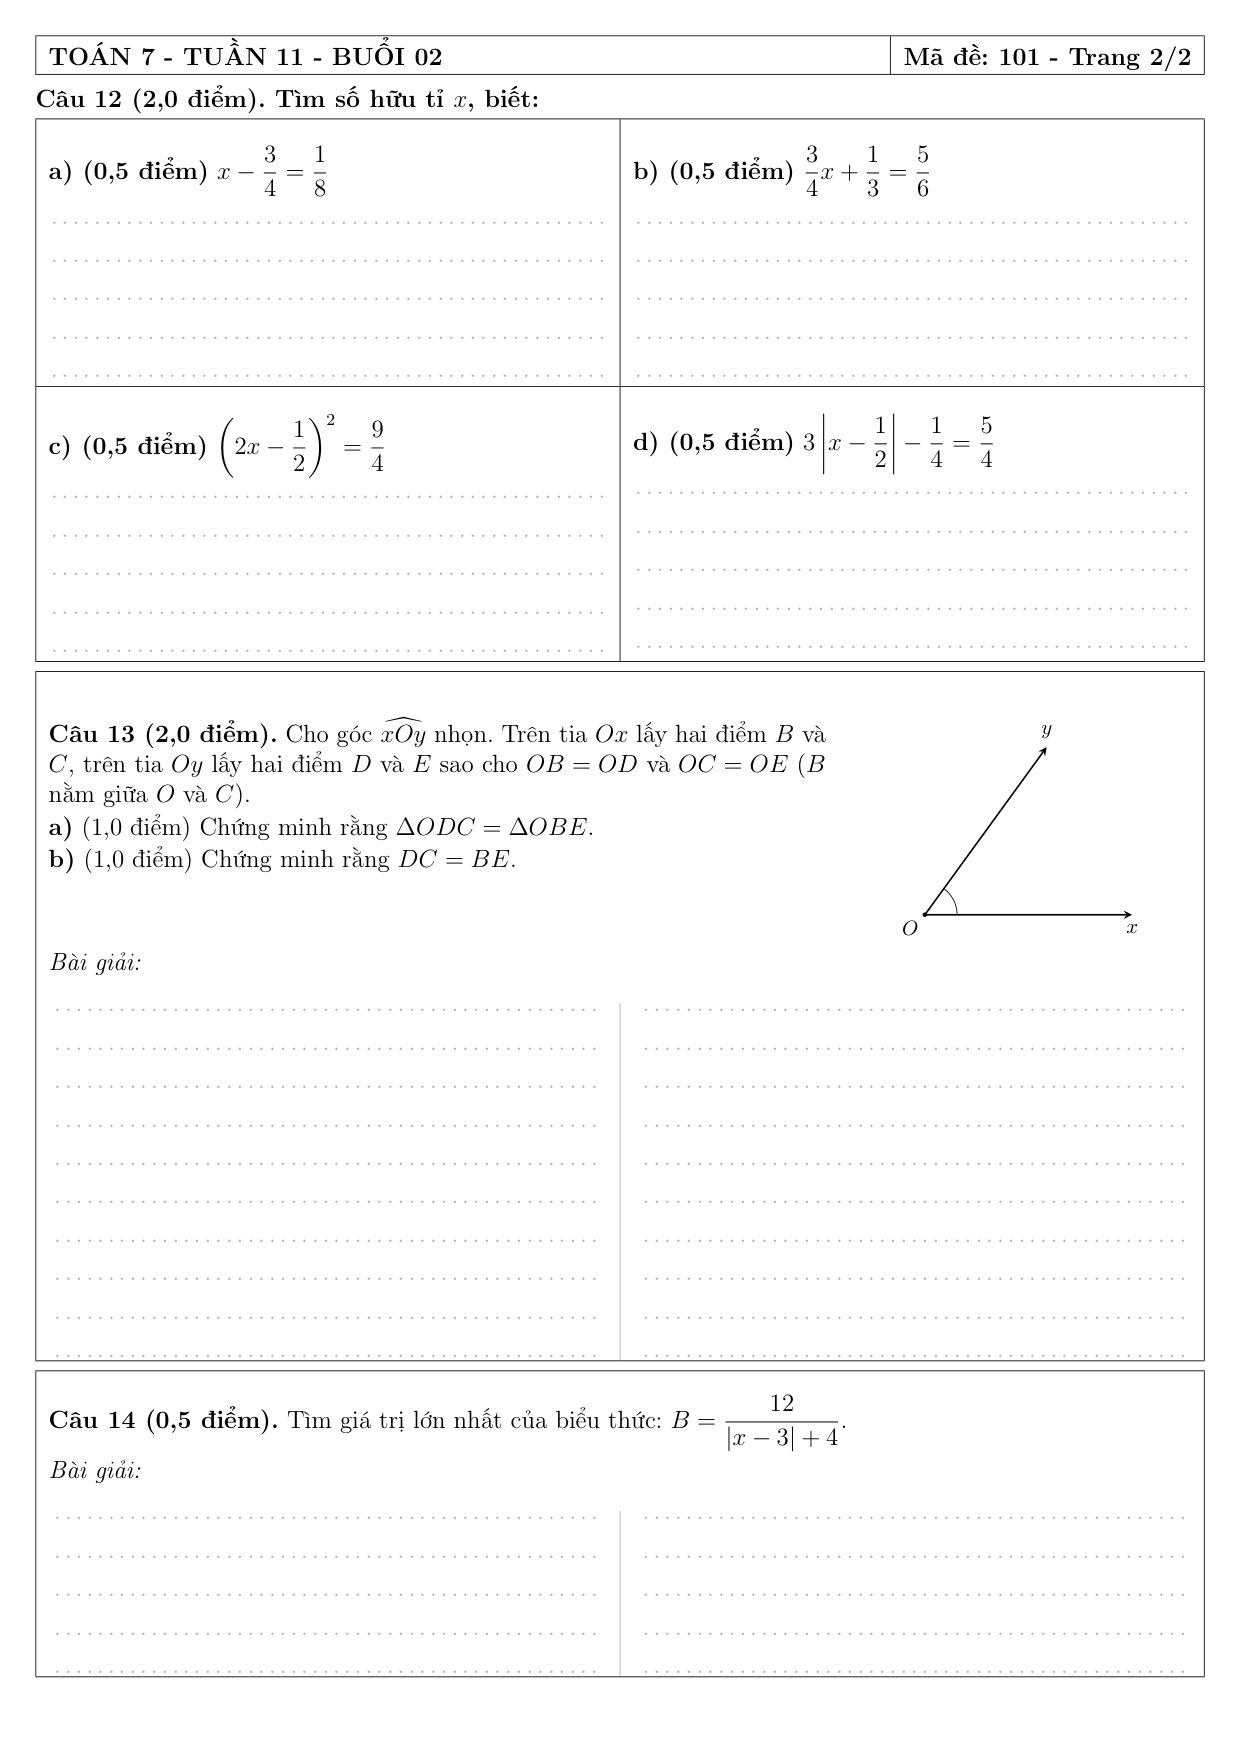 TOÁN 7 - TUẦN 11 - BUỔI 02
Mã đề: 101 - Trang 2/2
Câu 12 (2,0 điểm). Tìm số hữu tỉ x, biết:
a) (0,5 điểm) x − 3/4 = 1/8
b) (0,5 điểm) 3/4 x + 1/3 = 5/6
c) (0,5 điểm) (2x − 1/2)² = 9/4
d) (0,5 điểm) 3 |x − 1/2| − 1/4 = 5/4
Câu 13 (2,0 điểm). Cho góc xOy nhọn. Trên tia Ox lấy hai điểm B và
C, trên tia Oy lấy hai điểm D và E sao cho OB = OD và OC = OE (B
nằm giữa O và C).
a) (1,0 điểm) Chứng minh rằng ΔODC = ΔOBE.
b) (1,0 điểm) Chứng minh rằng DC = BE.
y
O
x
Bài giải:
Câu 14 (0,5 điểm). Tìm giá trị lớn nhất của biểu thức: B = 12/(|x − 3| + 4).
Bài giải: